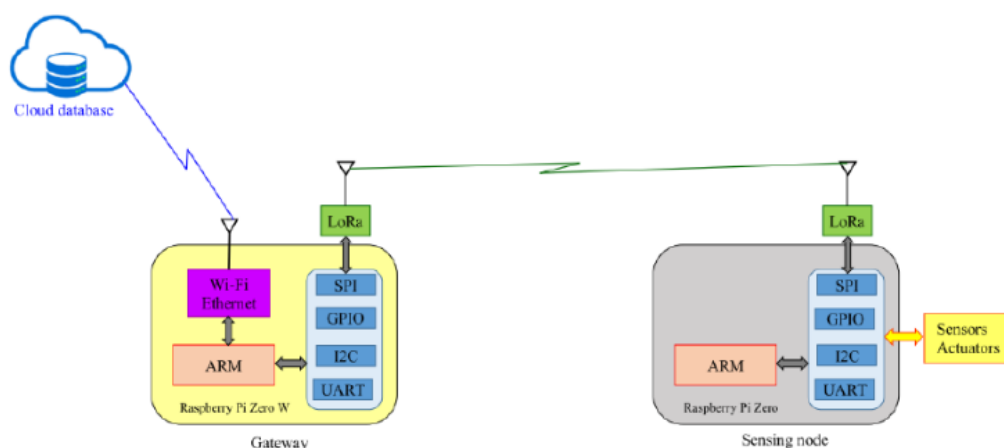 Cloud database
LoRa
Wi-Fi
Ethernet
ARM
SPI
GPIO
I2C
UART
Raspberry Pi Zero W
Gateway
LoRa
SPI
GPIO
I2C
UART
ARM
Raspberry Pi Zero
Sensing node
Sensors
Actuators